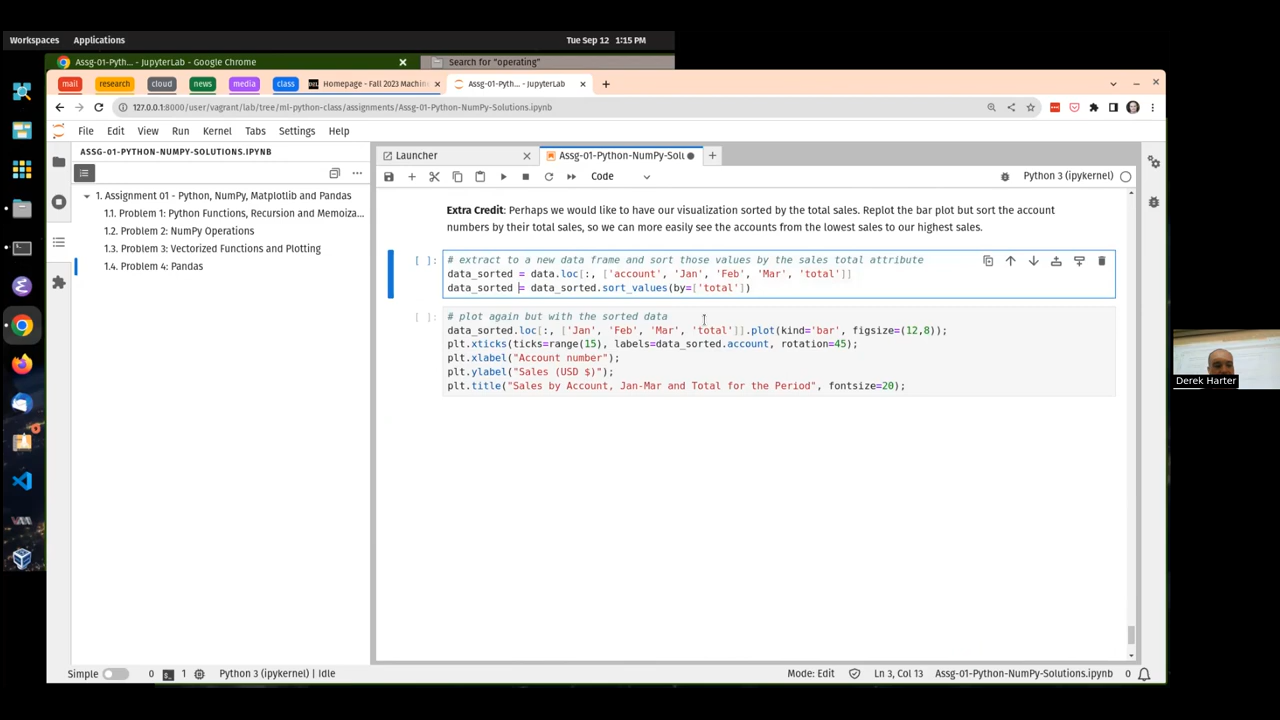 Workspaces Applications Tue Sep 12 1:15 PM
Assg-01-Pyth... - JupyterLab - Google Chrome
Search for "operating"
mail research cloud news media class Homepage - Fall 2023 Machin Assg-01-Pyth... - JupyterLab
127.0.0.1:8000/user/vagrant/lab/tree/ml-python-class/assignments/Assg-01-Python-NumPy-Solutions.ipynb
File Edit View Run Kernel Tabs Settings Help
ASSG-01-PYTHON-NUMPY-SOLUTIONS.IPYNB
Launcher
Assg-01-Python-NumPy-Solut
Code
Python 3 (ipykernel)
1. Assignment 01 - Python, NumPy, Matplotlib and Pandas
1.1. Problem 1: Python Functions, Recursion and Memoiza...
1.2. Problem 2: NumPy Operations
1.3. Problem 3: Vectorized Functions and Plotting
1.4. Problem 4: Pandas
Extra Credit: Perhaps we would like to have our visualization sorted by the total sales. Replot the bar plot but sort the account
numbers by their total sales, so we can more easily see the accounts from the lowest sales to our highest sales.
[ ]: # extract to a new data frame and sort those values by the sales total attribute
data_sorted = data.loc[:, ['account', 'Jan', 'Feb', 'Mar', 'total']]
data_sorted = data_sorted.sort_values(by=['total'])
[ ]: # plot again but with the sorted data
data_sorted.loc[:, ['Jan', 'Feb', 'Mar', 'total']].plot(kind='bar', figsize=(12,8));
plt.xticks(ticks=range(15), labels=data_sorted.account, rotation=45);
plt.xlabel("Account number");
plt.ylabel("Sales (USD $)");
plt.title("Sales by Account, Jan-Mar and Total for the Period", fontsize=20);
Derek Harter
Simple 0 1 Python 3 (ipykernel) | Idle
Mode: Edit Ln 3, Col 13 Assg-01-Python-NumPy-Solutions.ipynb 0